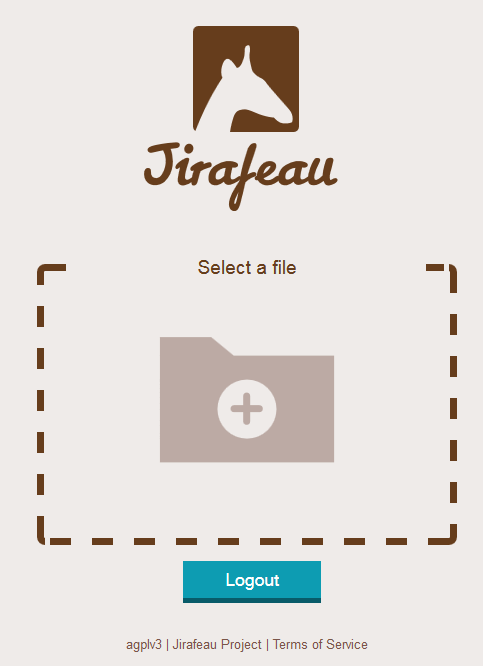 Jirafeau
Select a file
Logout
agplv3 | Jirafeau Project | Terms of Service